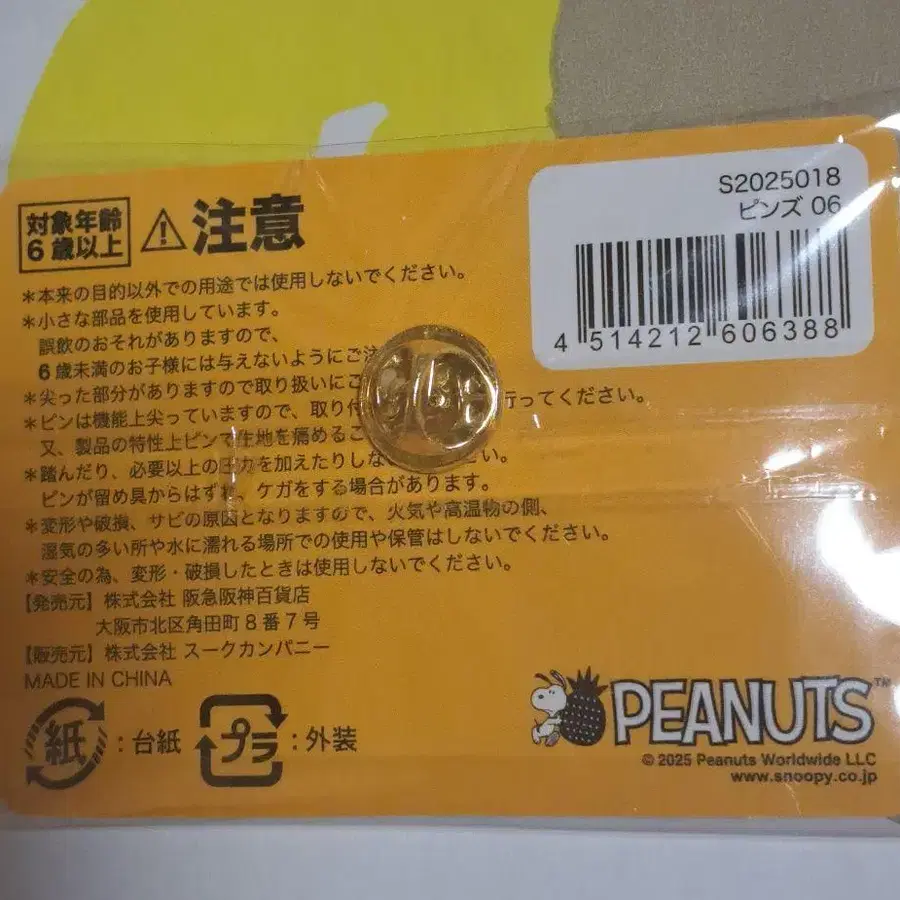 対象年齢
6歳以上
注意
*本来の目的以外での用途では使用しないでください。
*小さな部品を使用しています。
誤飲のおそれがありますので、
6歳未満のお子様には与えないようにご注
*尖った部分がありますので取り扱いにご
*ピンは機能上尖っていますので、取り付 行ってください。
又、製品の特性上ピンで生地を痛めるこ
*踏んだり、必要以上の圧力を加えたりしな ください。
ピンが留め具からはずれ、ケガをする場合があります。
*変形や破損、サビの原因となりますので、火気や高温物の側、
湿気の多い所や水に濡れる場所での使用や保管はしないでください。
*安全の為、変形・破損したときは使用しないでください。
【発売元】株式会社 阪急阪神百貨店
大阪市北区角田町8番7号
【販売元】株式会社 スークカンパニー
MADE IN CHINA
紙:台紙 プラ:外装
S2025018
ピンズ 06
4 514212 606388
PEANUTS™
© 2025 Peanuts Worldwide LLC
www.snoopy.co.jp